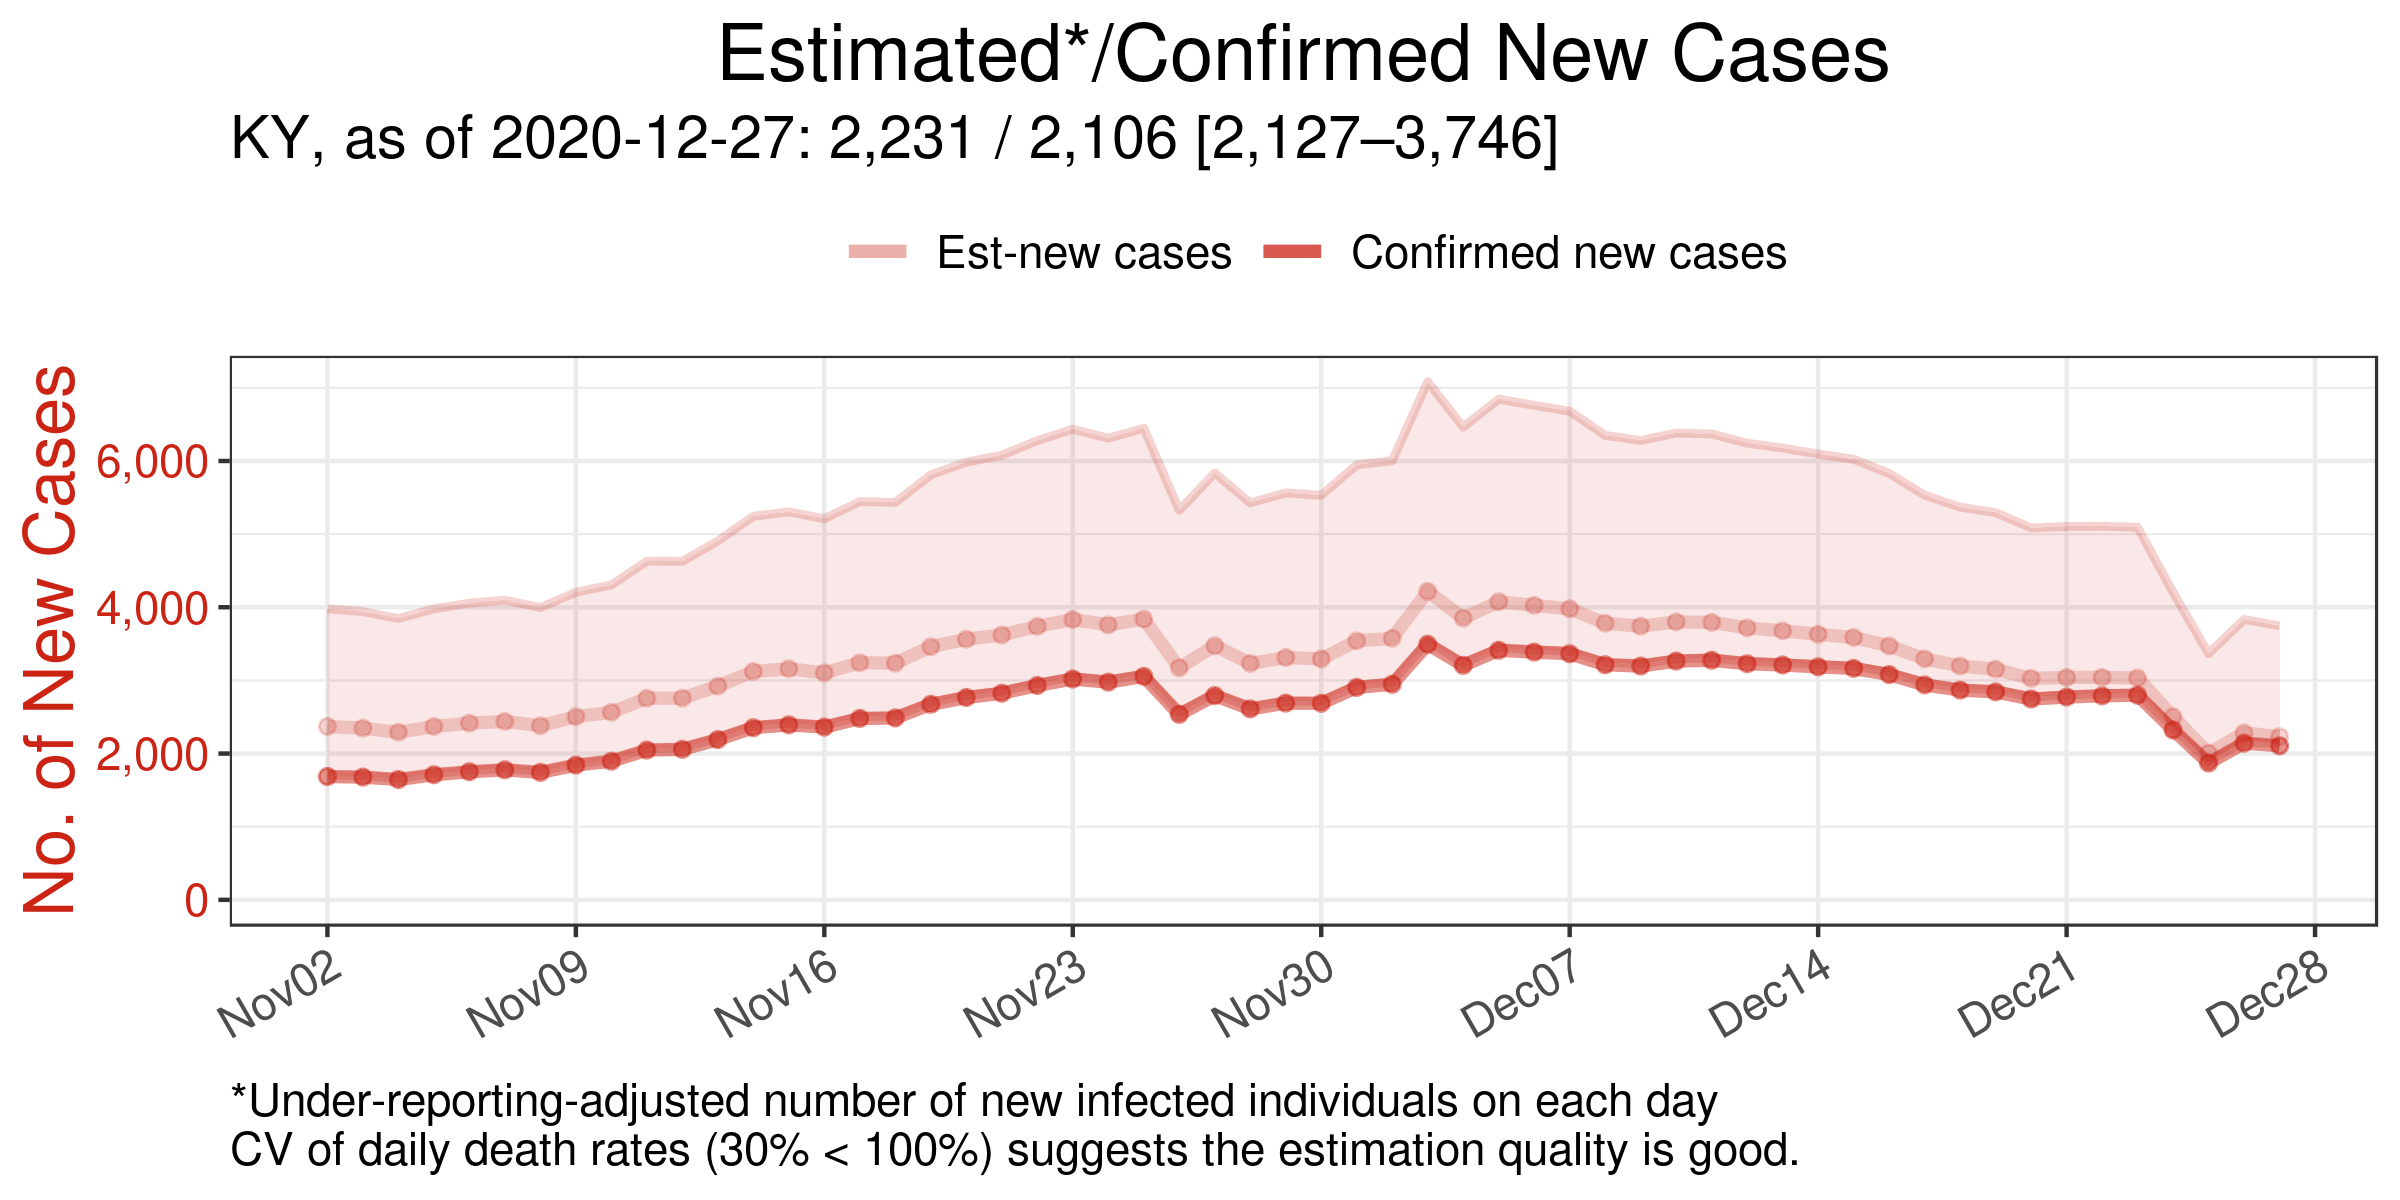 Estimated*/Confirmed New Cases
KY, as of 2020-12-27: 2,231 / 2,106 [2,127–3,746]
Est-new cases Confirmed new cases
No. of New Cases
6,000
4,000
2,000
0
Nov02 Nov09 Nov16 Nov23 Nov30 Dec07 Dec14 Dec21 Dec28
*Under-reporting-adjusted number of new infected individuals on each day
CV of daily death rates (30% < 100%) suggests the estimation quality is good.